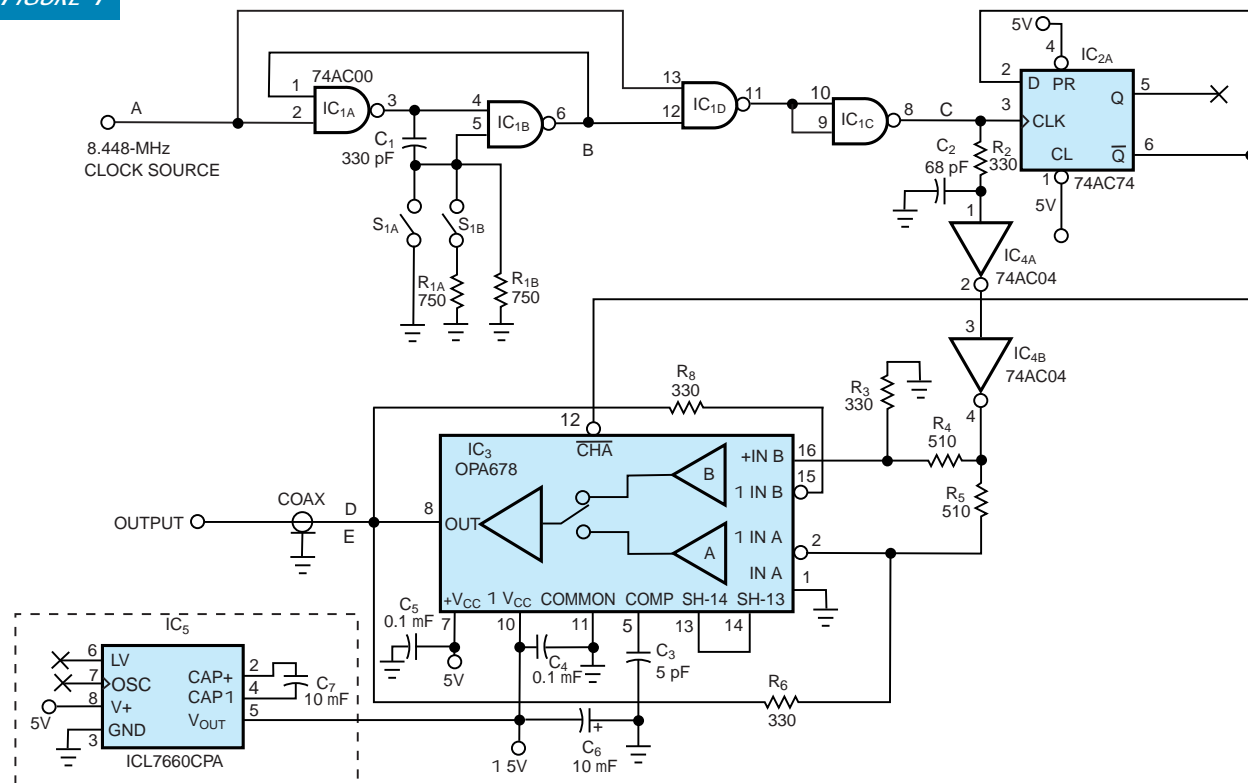 FIGURE 1
A
8.448-MHz
CLOCK SOURCE
74AC00
1
2
IC1A
3
C1
330 pF
4
5
IC1B
6
B
S1A
S1B
R1A
750
R1B
750
13
12
IC1D
11
10
9
IC1C
8
C
5V
4
IC2A
2
D
PR
3
CLK
Q
5
CL
Q
6
1
74AC74
5V
C2
68 pF
R2
330
1
IC4A
74AC04
2
3
IC4B
74AC04
4
R3
330
R4
510
R5
510
R8
330
12
IC3
OPA678
CHA
+IN B
16
15
1 IN B
B
A
1 IN A
2
IN A
1
OUT
8
D
E
COAX
OUTPUT
+VCC
1 VCC
COMMON
COMP
SH-14
SH-13
7
10
11
5
13
14
C5
0.1 mF
5V
C4
0.1 mF
C3
5 pF
R6
330
C6
10 mF
+
1 5V
IC5
6
LV
7
OSC
8
V+
5V
GND
3
CAP+
2
CAP1
4
VOUT
5
C7
10 mF
ICL7660CPA